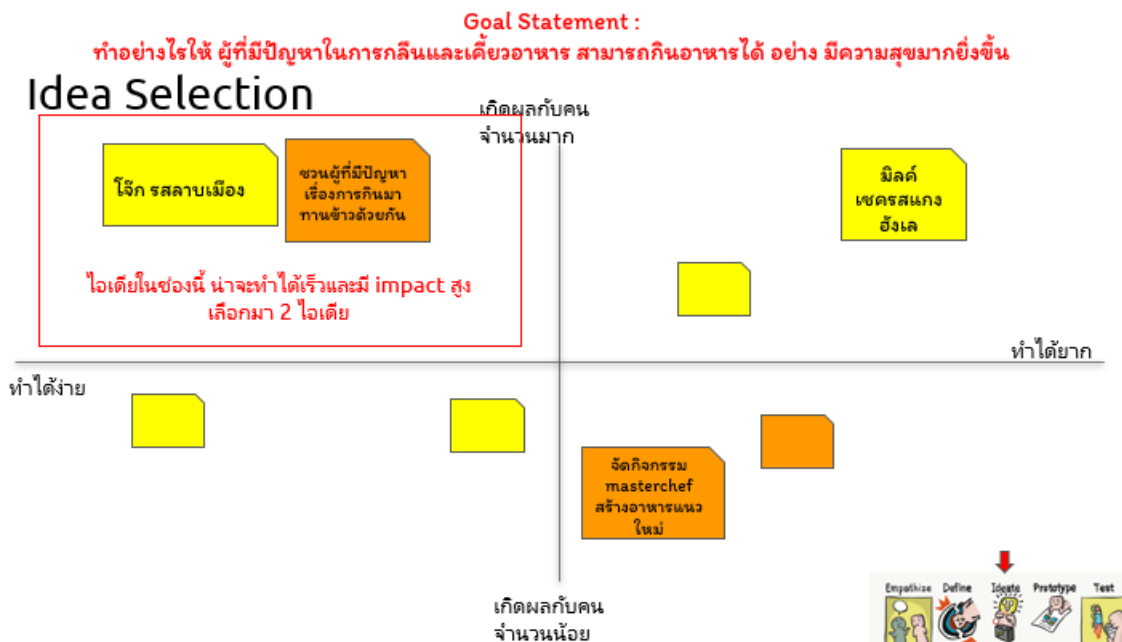 Goal Statement :
ทำอย่างไรให้ ผู้ที่มีปัญหาในการกลืนและเคี้ยวอาหาร สามารถกินอาหารได้ อย่าง มีความสุขมากยิ่งขึ้น
Idea Selection
เกิดผลกับคน
จำนวนมาก
โจ๊ก รสลาบเมือง
ชวนผู้ที่มีปัญหา
เรื่องการกินมา
ทานข้าวด้วยกัน
มิลค์
เชครสแกง
ฮังเล
ไอเดียในช่องนี้ น่าจะทำได้เร็วและมี impact สูง
เลือกมา 2 ไอเดีย
ทำได้ยาก
ทำได้ง่าย
จัดกิจกรรม
masterchef
สร้างอาหารแนว
ใหม่
Empathize Define Ideate Prototype Test
เกิดผลกับคน
จำนวนน้อย